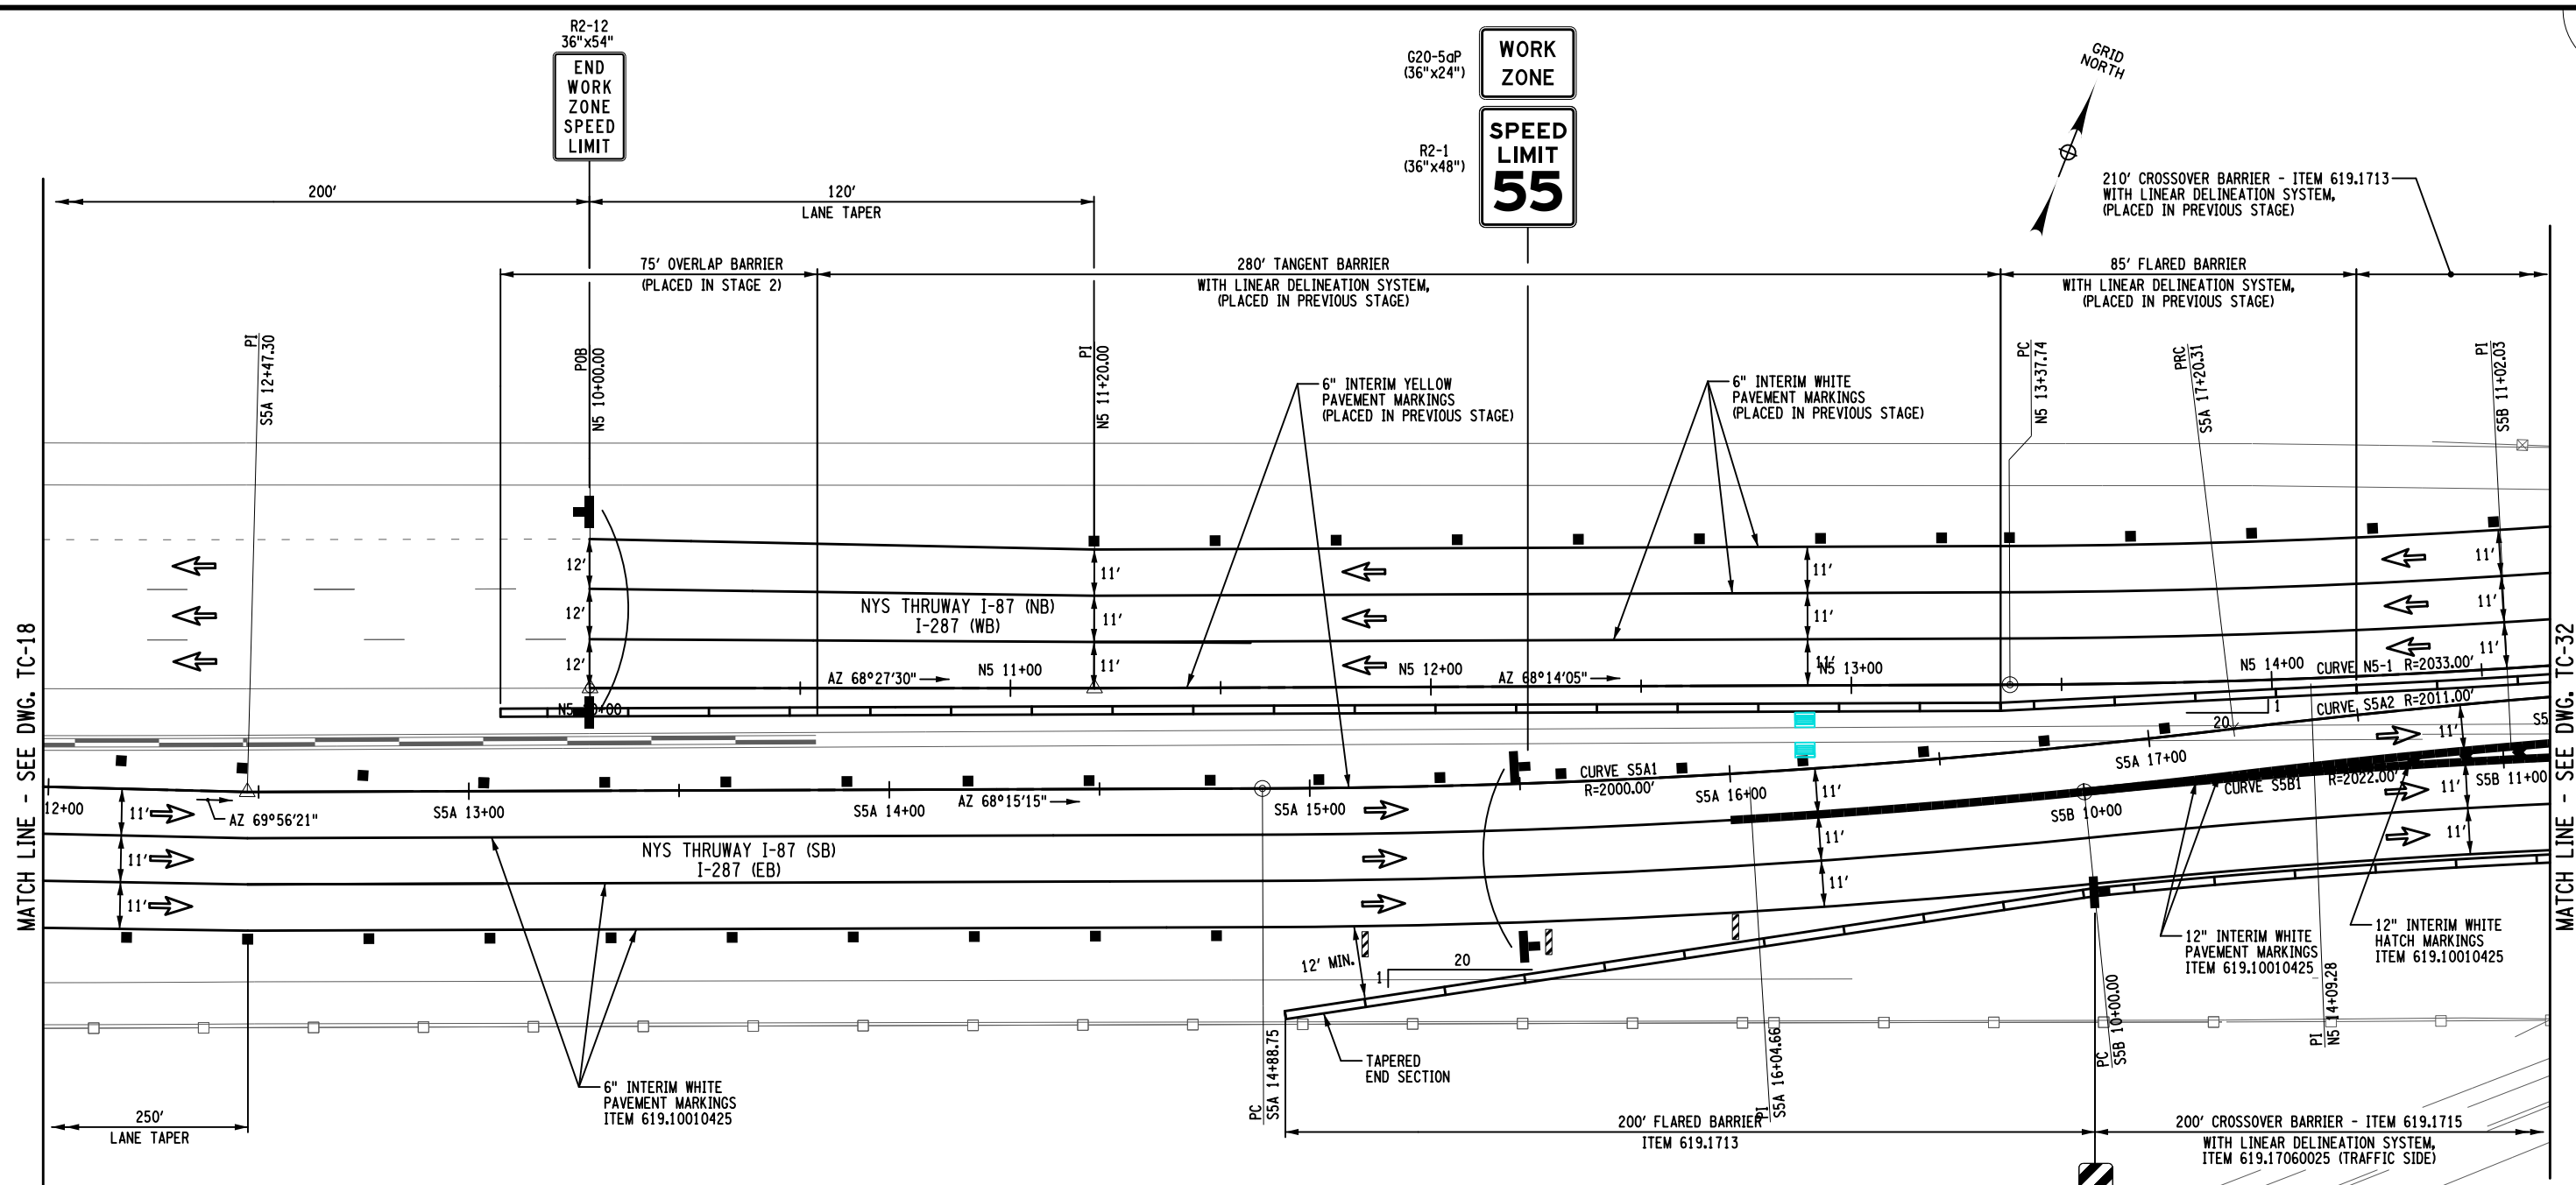 R2-12
36"x54"
END
WORK
ZONE
SPEED
LIMIT
G20-5aP
(36"x24")
WORK
ZONE
R2-1
(36"x48")
SPEED
LIMIT
55
GRID
NORTH
210' CROSSOVER BARRIER - ITEM 619.1713
WITH LINEAR DELINEATION SYSTEM,
(PLACED IN PREVIOUS STAGE)
200'
120'
LANE TAPER
75' OVERLAP BARRIER
(PLACED IN STAGE 2)
280' TANGENT BARRIER
WITH LINEAR DELINEATION SYSTEM,
(PLACED IN PREVIOUS STAGE)
85' FLARED BARRIER
WITH LINEAR DELINEATION SYSTEM,
(PLACED IN PREVIOUS STAGE)
PI
S5A 12+47.30
POB
N5 10+00.00
PI
N5 11+20.00
6" INTERIM YELLOW
PAVEMENT MARKINGS
(PLACED IN PREVIOUS STAGE)
6" INTERIM WHITE
PAVEMENT MARKINGS
(PLACED IN PREVIOUS STAGE)
PC
N5 13+37.74
PRC
S5A 17+20.31
PI
S5B 11+02.03
12'
12'
12'
11'
11'
11'
11'
11'
11'
11'
11'
11'
NYS THRUWAY I-87 (NB)
I-287 (WB)
AZ 68°27'30"
N5 11+00
N5 12+00
AZ 68°14'05"
N5 13+00
N5 14+00
CURVE N5-1 R=2033.00'
N5 10+00
CURVE S5A2 R=2011.00'
1
20
S5
12+00
11'
11'
11'
AZ 69°56'21"
S5A 13+00
S5A 14+00
AZ 68°15'15"
S5A 15+00
CURVE S5A1
R=2000.00'
S5A 16+00
S5A 17+00
S5B 10+00
CURVE S5B1
R=2022.00'
S5B 11+00
11'
11'
11'
11'
11'
11'
NYS THRUWAY I-87 (SB)
I-287 (EB)
12' MIN.
1
20
TAPERED
END SECTION
12" INTERIM WHITE
PAVEMENT MARKINGS
ITEM 619.10010425
12" INTERIM WHITE
HATCH MARKINGS
ITEM 619.10010425
6" INTERIM WHITE
PAVEMENT MARKINGS
ITEM 619.10010425
PC
S5A 14+88.75
PI
S5A 16+04.66
PC
S5B 10+00.00
PI
N5 14+09.28
250'
LANE TAPER
200' FLARED BARRIER
ITEM 619.1713
200' CROSSOVER BARRIER - ITEM 619.1715
WITH LINEAR DELINEATION SYSTEM,
ITEM 619.17060025 (TRAFFIC SIDE)
MATCH LINE - SEE DWG. TC-18
MATCH LINE - SEE DWG. TC-32